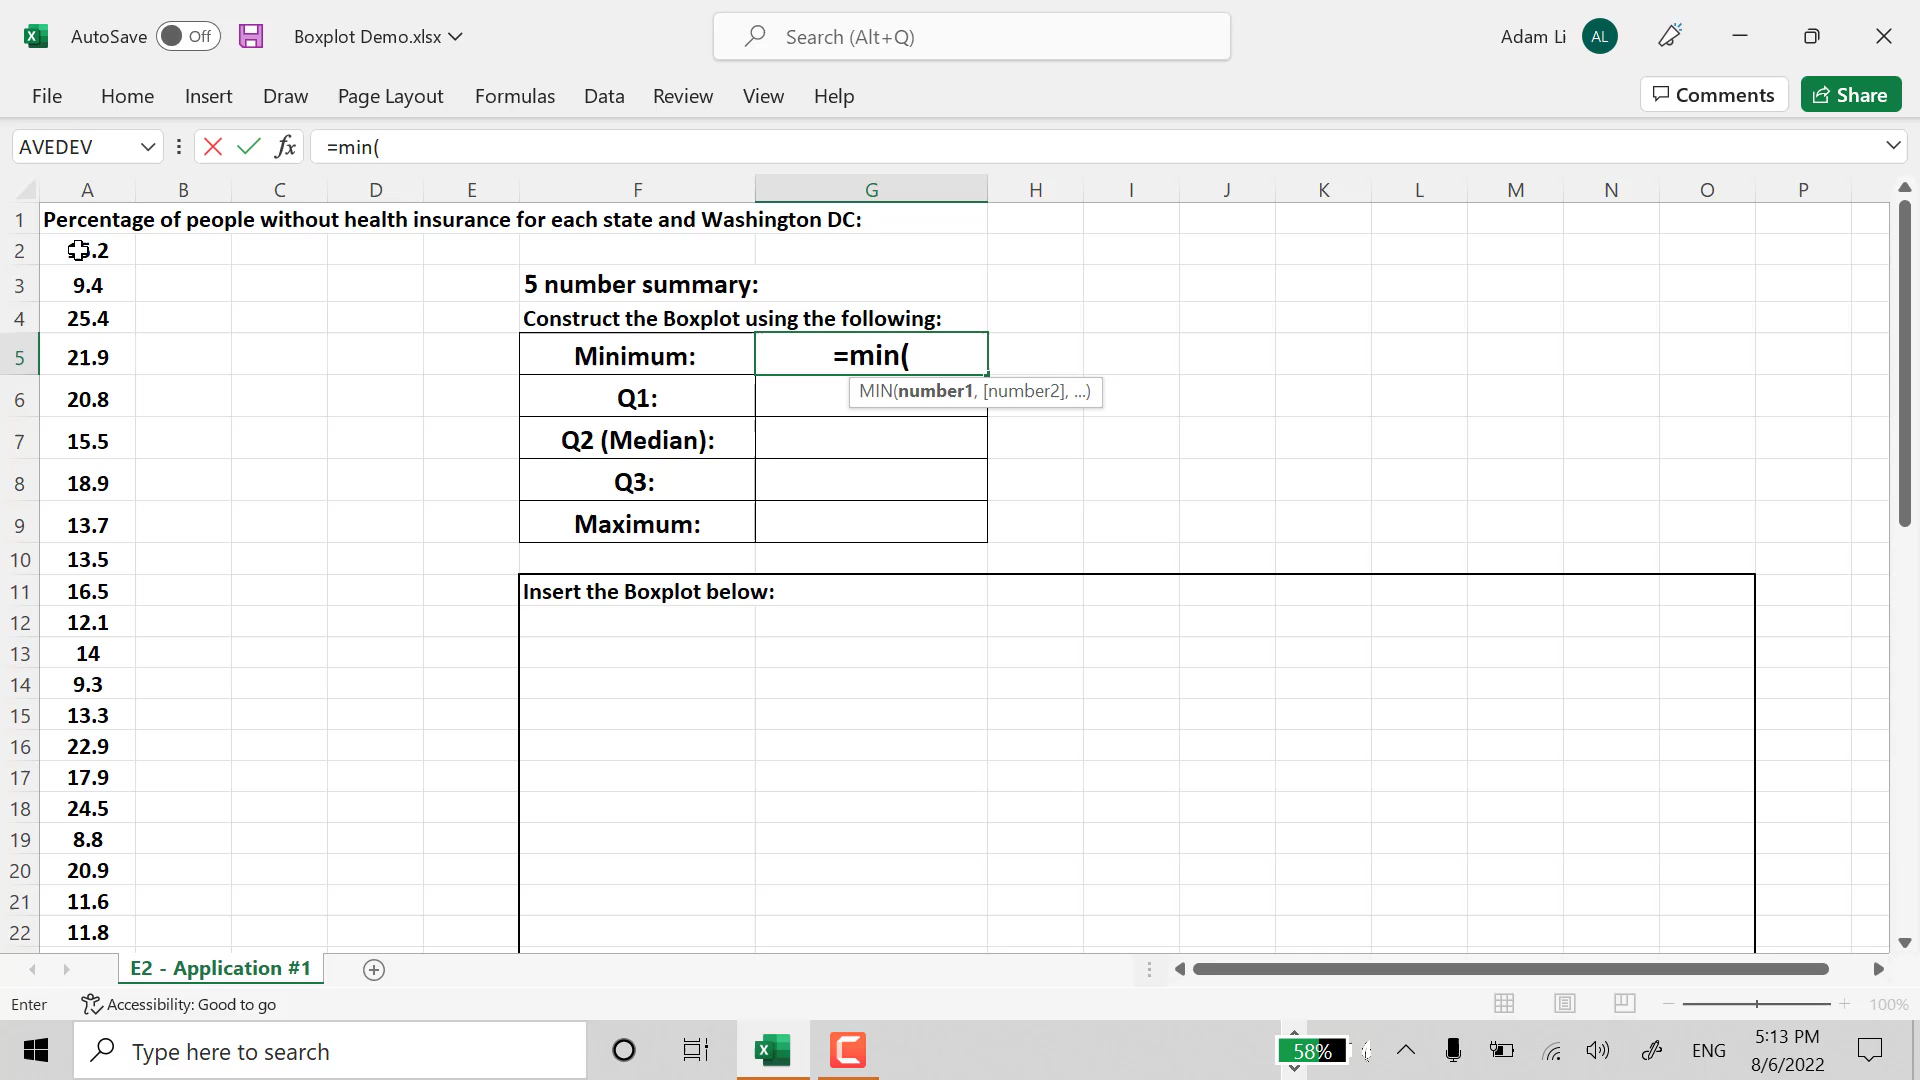 AutoSave Off Boxplot Demo.xlsx Search (Alt+Q) Adam Li AL
File Home Insert Draw Page Layout Formulas Data Review View Help Comments Share
AVEDEV fx =min(
A B C D E F G H I J K L M N O P
1 Percentage of people without health insurance for each state and Washington DC:
2 .2
3 9.4 5 number summary:
4 25.4 Construct the Boxplot using the following:
5 21.9 Minimum: =min(
MIN(number1, [number2], ...)
6 20.8 Q1:
7 15.5 Q2 (Median):
8 18.9 Q3:
9 13.7 Maximum:
10 13.5
11 16.5 Insert the Boxplot below:
12 12.1
13 14
14 9.3
15 13.3
16 22.9
17 17.9
18 24.5
19 8.8
20 20.9
21 11.6
22 11.8
E2 - Application #1
Enter Accessibility: Good to go 100%
Type here to search 58% ENG 5:13 PM
8/6/2022